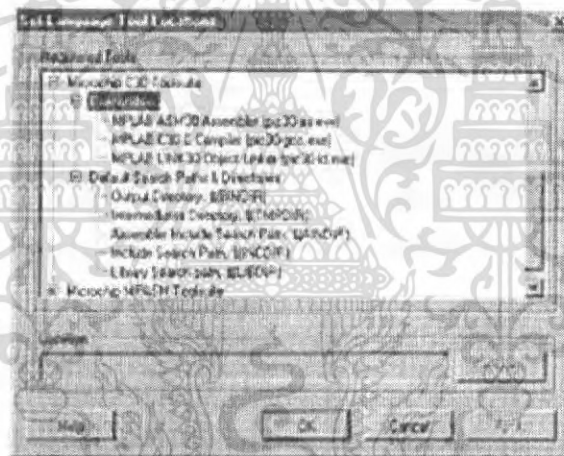 Set Language Tool Locations
Registered Tools
Microchip C30 Toolsuite
Executables
MPLAB ASM30 Assembler (pic30-as.exe)
MPLAB C30 C Compiler (pic30-gcc.exe)
MPLAB LINK30 Object Linker (pic30-ld.exe)
Default Search Paths & Directories
Output Directory, $(BINDIR)
Intermediates Directory, $(TMPDIR)
Assembler Include Search Path, $(AINDIR)
Include Search Path, $(INCDIR)
Library Search path, $(LIBDIR)
Microchip MPASM Toolsuite
Location
Help
OK
Cancel
Apply